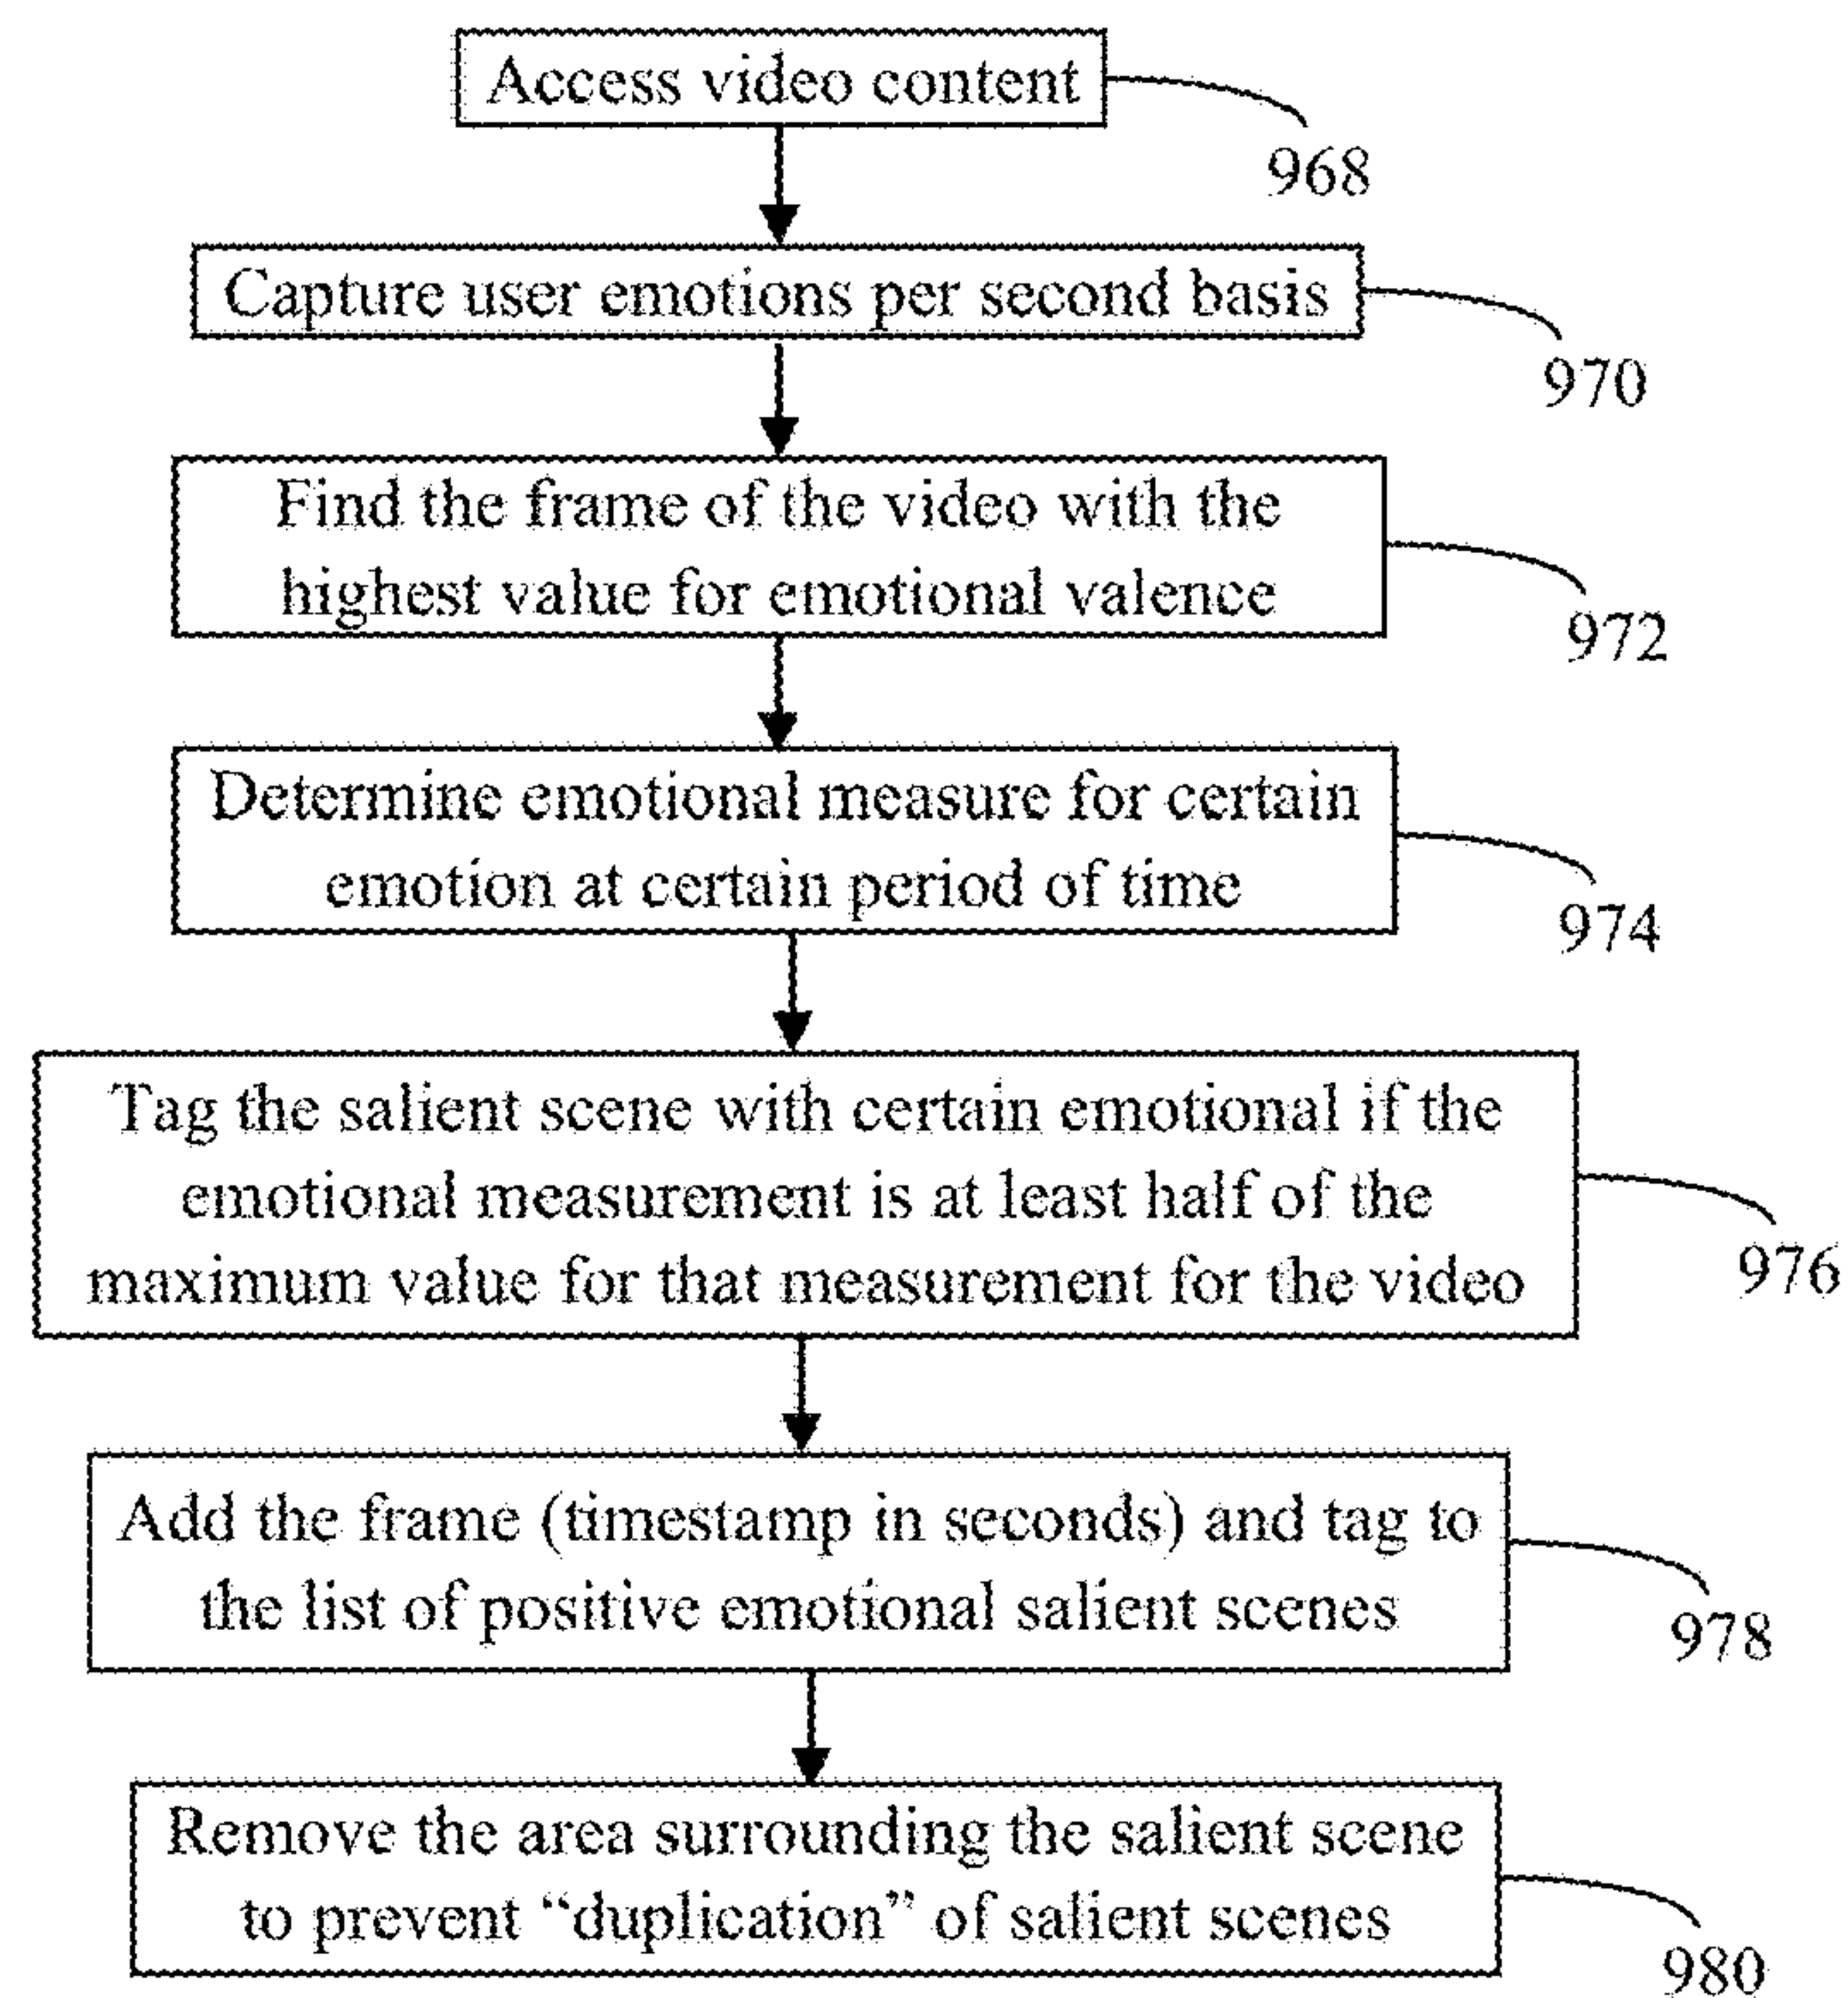 Access video content
968
Capture user emotions per second basis
970
Find the frame of the video with the
highest value for emotional valence
972
Determine emotional measure for certain
emotion at certain period of time
974
Tag the salient scene with certain emotional if the
emotional measurement is at least half of the
maximum value for that measurement for the video
976
Add the frame (timestamp in seconds) and tag to
the list of positive emotional salient scenes
978
Remove the area surrounding the salient scene
to prevent “duplication” of salient scenes
980